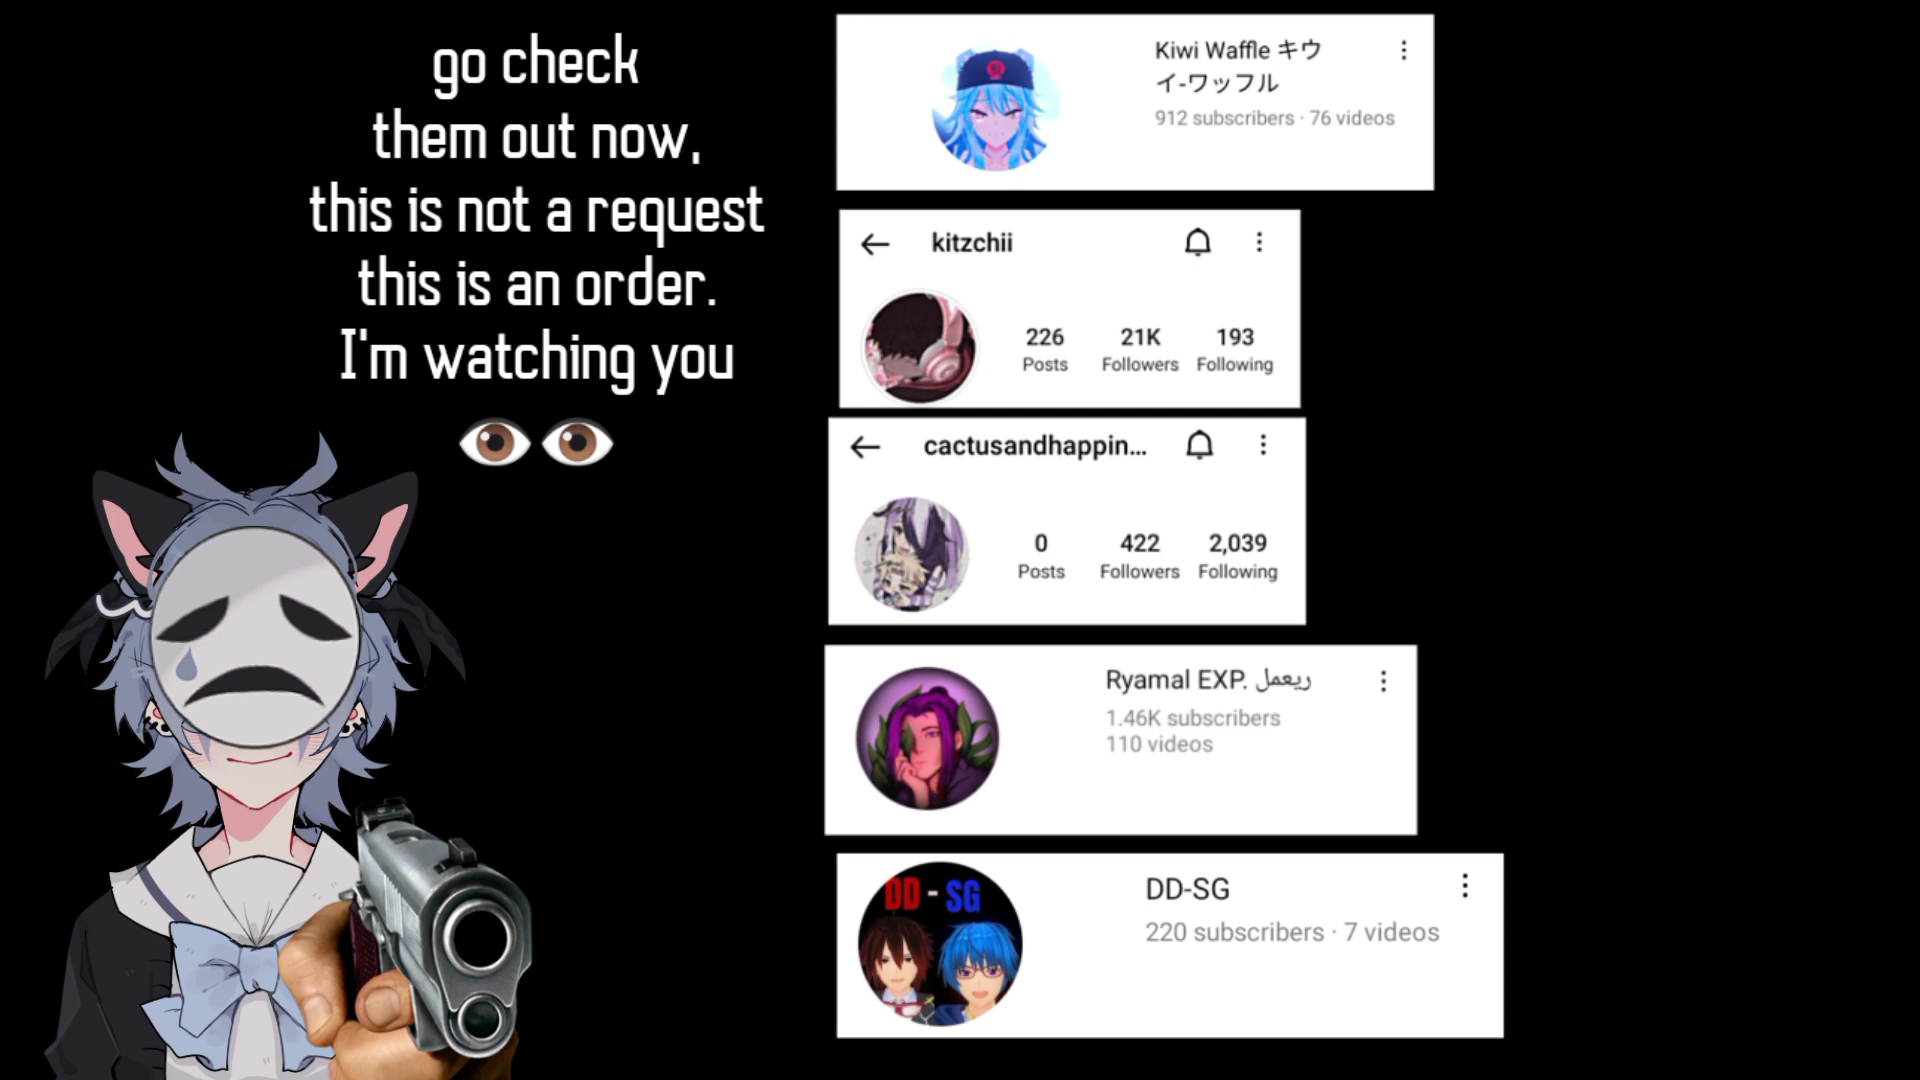 go check
them out now,
this is not a request
this is an order.
I'm watching you
Kiwi Waffle キウ
イ-ワッフル
912 subscribers · 76 videos
kitzchii
226 21K 193
Posts Followers Following
cactusandhappin...
0 422 2,039
Posts Followers Following
Ryamal EXP. ريعمل
1.46K subscribers
110 videos
DD - SG
DD-SG
220 subscribers · 7 videos